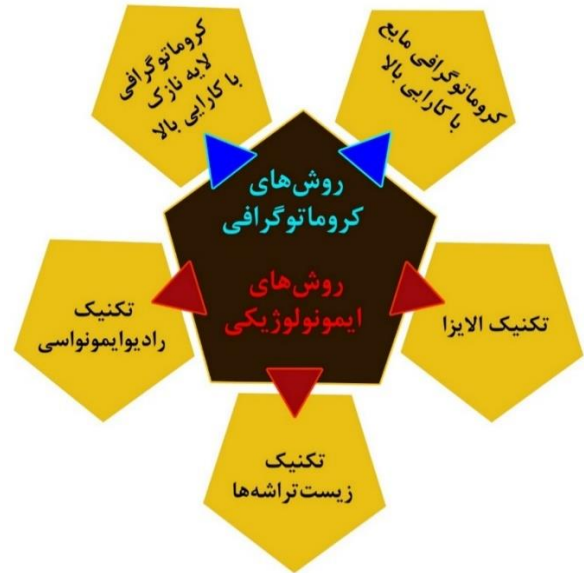 کروماتوگرافی
لایه نازک
با کارایی بالا
کروماتوگرافی مایع
با کارایی بالا
روش‌های
کروماتوگرافی
روش‌های
ایمونولوژیکی
تکنیک
رادیوایمونواسی
تکنیک الایزا
تکنیک
زیست‌تراشه‌ها